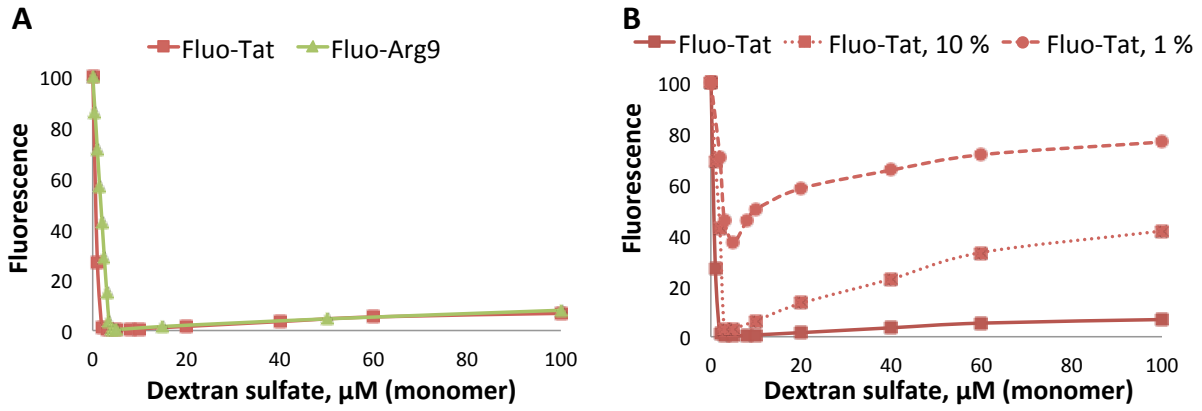 A
Fluo-Tat Fluo-Arg9
Fluorescence
100
80
60
40
20
0
0 20 40 60 80 100
Dextran sulfate, μM (monomer)
B
Fluo-Tat Fluo-Tat, 10 % Fluo-Tat, 1 %
Fluorescence
100
80
60
40
20
0
0 20 40 60 80 100
Dextran sulfate, μM (monomer)